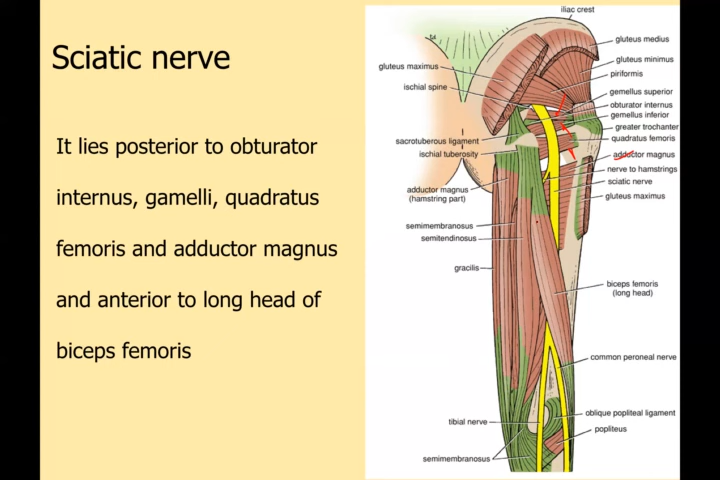 Sciatic nerve
It lies posterior to obturator
internus, gamelli, quadratus
femoris and adductor magnus
and anterior to long head of
biceps femoris
iliac crest
gluteus medius
gluteus minimus
piriformis
gemellus superior
obturator internus
gemellus inferior
greater trochanter
quadratus femoris
adductor magnus
nerve to hamstrings
sciatic nerve
gluteus maximus
biceps femoris
(long head)
common peroneal nerve
oblique popliteal ligament
popliteus
gluteus maximus
ischial spine
sacrotuberous ligament
ischial tuberosity
adductor magnus
(hamstring part)
semimembranosus
semitendinosus
gracilis
tibial nerve
semimembranosus